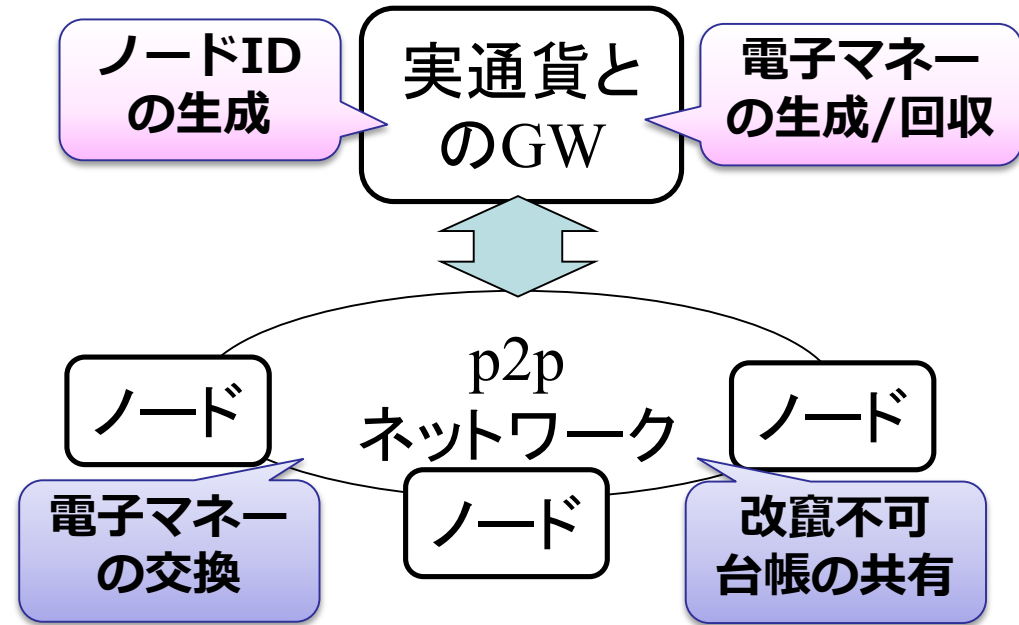 ノードID
の生成
実通貨と
のGW
電子マネー
の生成/回収
p2p
ネットワーク
ノード
ノード
ノード
電子マネー
の交換
改竄不可
台帳の共有